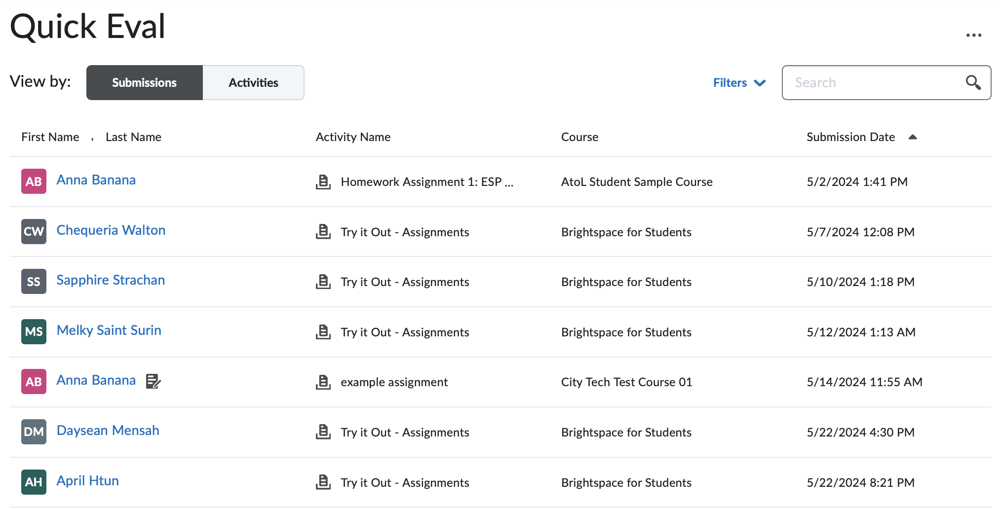 Quick Eval
View by: Submissions Activities Filters Search
First Name , Last Name Activity Name Course Submission Date
AB Anna Banana Homework Assignment 1: ESP ... AtoL Student Sample Course 5/2/2024 1:41 PM
CW Chequeria Walton Try it Out - Assignments Brightspace for Students 5/7/2024 12:08 PM
SS Sapphire Strachan Try it Out - Assignments Brightspace for Students 5/10/2024 1:18 PM
MS Melky Saint Surin Try it Out - Assignments Brightspace for Students 5/12/2024 1:13 AM
AB Anna Banana example assignment City Tech Test Course 01 5/14/2024 11:55 AM
DM Daysean Mensah Try it Out - Assignments Brightspace for Students 5/22/2024 4:30 PM
AH April Htun Try it Out - Assignments Brightspace for Students 5/22/2024 8:21 PM